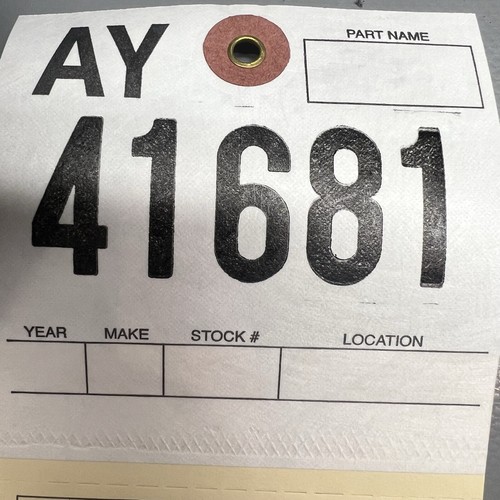 AY
PART NAME
41681
YEAR MAKE STOCK # LOCATION